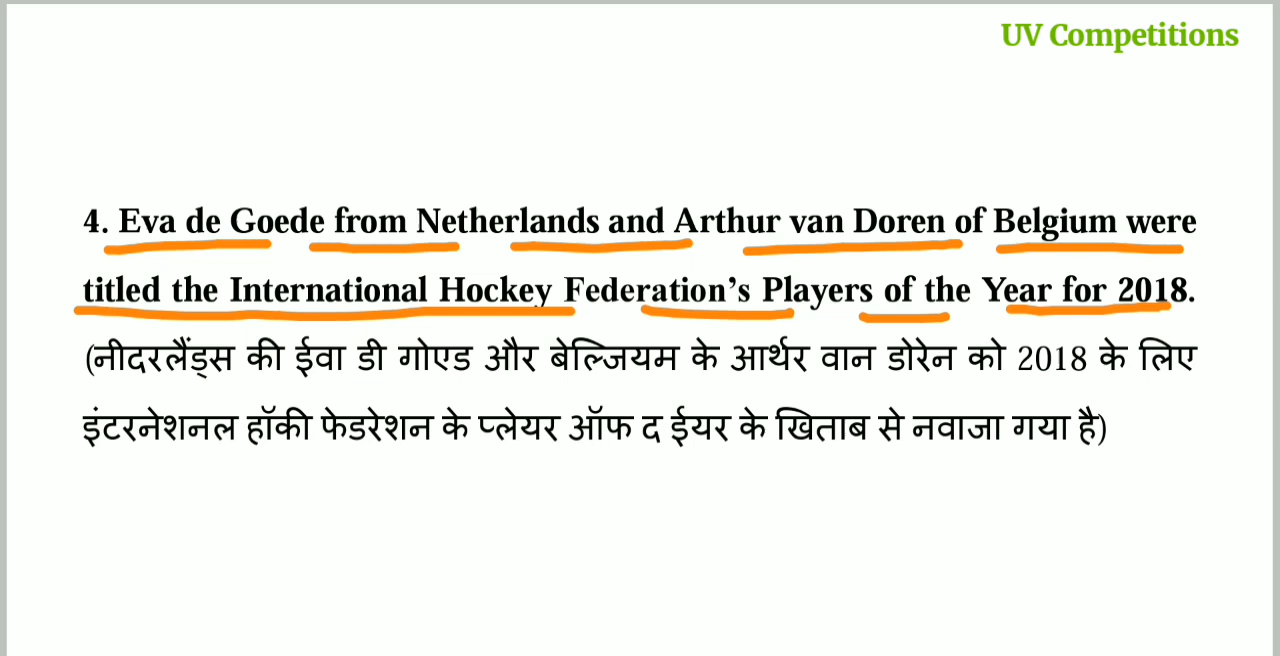 UV Competitions
4. Eva de Goede from Netherlands and Arthur van Doren of Belgium were
titled the International Hockey Federation’s Players of the Year for 2018.
(नीदरलैंड्स की ईवा डी गोएड और बेल्जियम के आर्थर वान डोरेन को 2018 के लिए
इंटरनेशनल हॉकी फेडरेशन के प्लेयर ऑफ द ईयर के खिताब से नवाजा गया है)